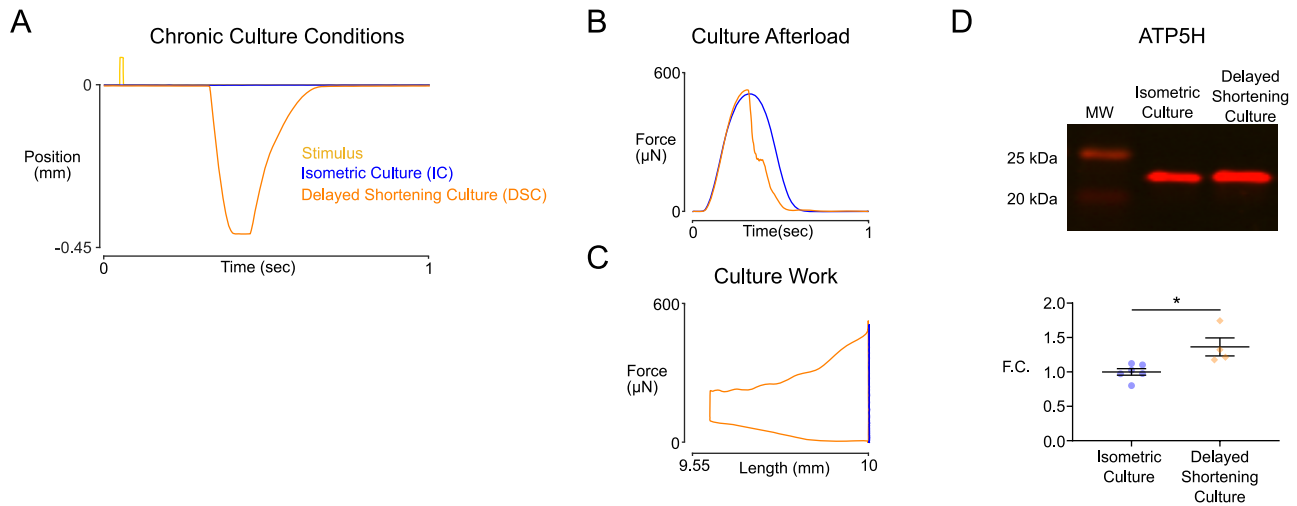 A
Chronic Culture Conditions
0
Position
(mm)
-0.45
Stimulus
Isometric Culture (IC)
Delayed Shortening Culture (DSC)
0
Time (sec)
1
B
Culture Afterload
600
Force
(µN)
0
0
Time(sec)
1
C
Culture Work
600
Force
(µN)
0
9.55
Length (mm)
10
D
ATP5H
MW
Isometric
Culture
Delayed
Shortening
Culture
25 kDa
20 kDa
2.0
1.5
F.C.
1.0
0.5
0.0
*
Isometric
Culture
Delayed
Shortening
Culture